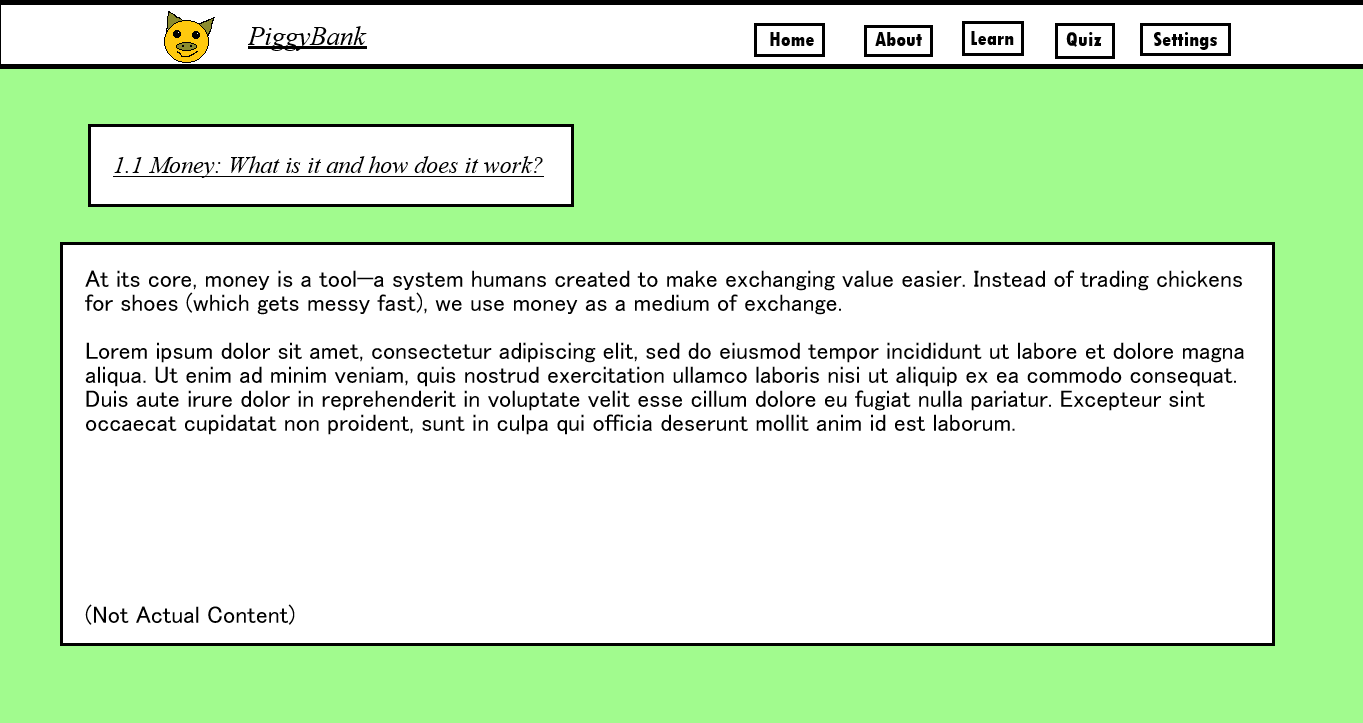 PiggyBank
Home
About
Learn
Quiz
Settings
1.1 Money: What is it and how does it work?
At its core, money is a tool—a system humans created to make exchanging value easier. Instead of trading chickens
for shoes (which gets messy fast), we use money as a medium of exchange.
Lorem ipsum dolor sit amet, consectetur adipiscing elit, sed do eiusmod tempor incididunt ut labore et dolore magna
aliqua. Ut enim ad minim veniam, quis nostrud exercitation ullamco laboris nisi ut aliquip ex ea commodo consequat.
Duis aute irure dolor in reprehenderit in voluptate velit esse cillum dolore eu fugiat nulla pariatur. Excepteur sint
occaecat cupidatat non proident, sunt in culpa qui officia deserunt mollit anim id est laborum.
(Not Actual Content)